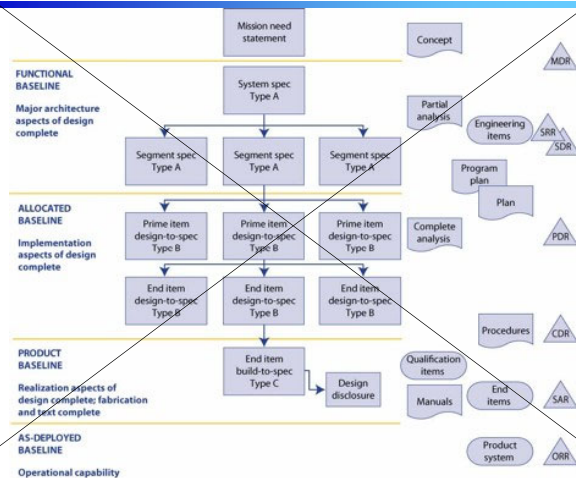 Mission need
statement
Concept
MDR
FUNCTIONAL
BASELINE
Major architecture
aspects of design
complete
System spec
Type A
Partial
analysis
Engineering
items
SRR
SDR
Segment spec
Type A
Segment spec
Type A
Segment spec
Type A
Program
plan
Plan
ALLOCATED
BASELINE
Implementation
aspects of design
complete
Prime item
design-to-spec
Type B
Prime item
design-to-spec
Type B
Prime item
design-to-spec
Type B
Complete
analysis
PDR
End item
design-to-spec
Type B
End item
design-to-spec
Type B
End item
design-to-spec
Type B
Procedures
CDR
PRODUCT
BASELINE
Realization aspects of
design complete; fabrication
and text complete
End item
build-to-spec
Type C
Design
disclosure
Qualification
items
Manuals
End
items
SAR
AS-DEPLOYED
BASELINE
Operational capability
Product
system
ORR